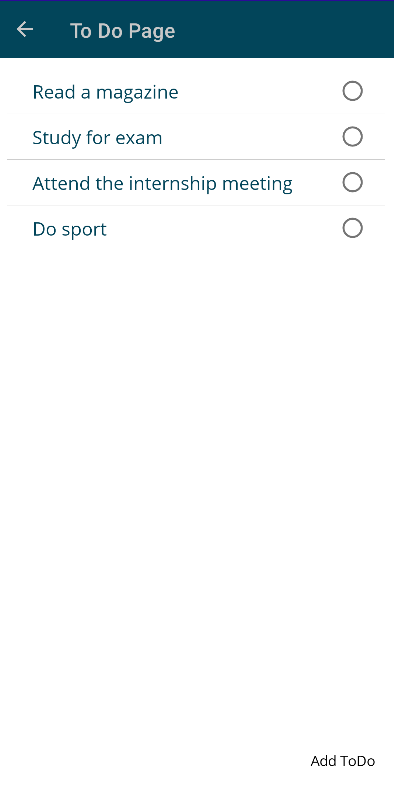 To Do Page
Read a magazine
Study for exam
Attend the internship meeting
Do sport
Add ToDo